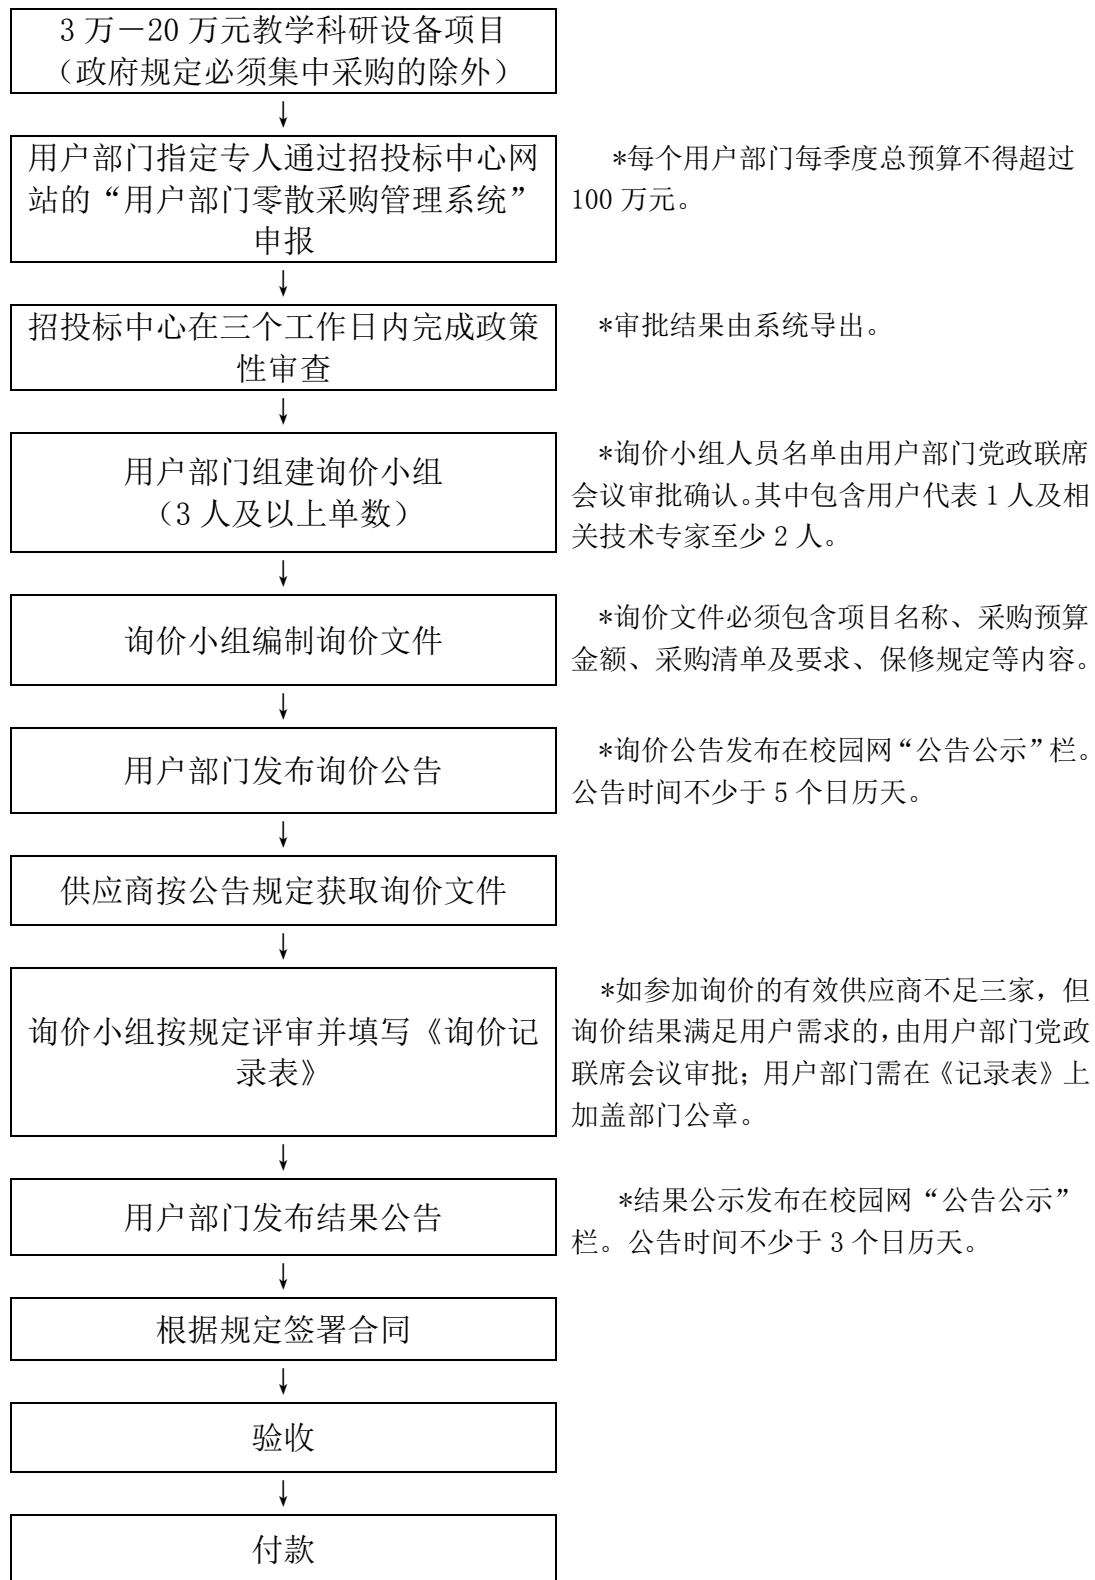 3 万－20 万元教学科研设备项目
（政府规定必须集中采购的除外）
↓
用户部门指定专人通过招投标中心网
站的“用户部门零散采购管理系统”
申报
*每个用户部门每季度总预算不得超过
100 万元。
↓
招投标中心在三个工作日内完成政策
性审查
*审批结果由系统导出。
↓
用户部门组建询价小组
（3 人及以上单数）
*询价小组人员名单由用户部门党政联席
会议审批确认。其中包含用户代表 1 人及相
关技术专家至少 2 人。
↓
询价小组编制询价文件
*询价文件必须包含项目名称、采购预算
金额、采购清单及要求、保修规定等内容。
↓
用户部门发布询价公告
*询价公告发布在校园网“公告公示”栏。
公告时间不少于 5 个日历天。
↓
供应商按公告规定获取询价文件
↓
询价小组按规定评审并填写《询价记
录表》
*如参加询价的有效供应商不足三家，但
询价结果满足用户需求的，由用户部门党政
联席会议审批；用户部门需在《记录表》上
加盖部门公章。
↓
用户部门发布结果公告
*结果公示发布在校园网“公告公示”
栏。公告时间不少于 3 个日历天。
↓
根据规定签署合同
↓
验收
↓
付款